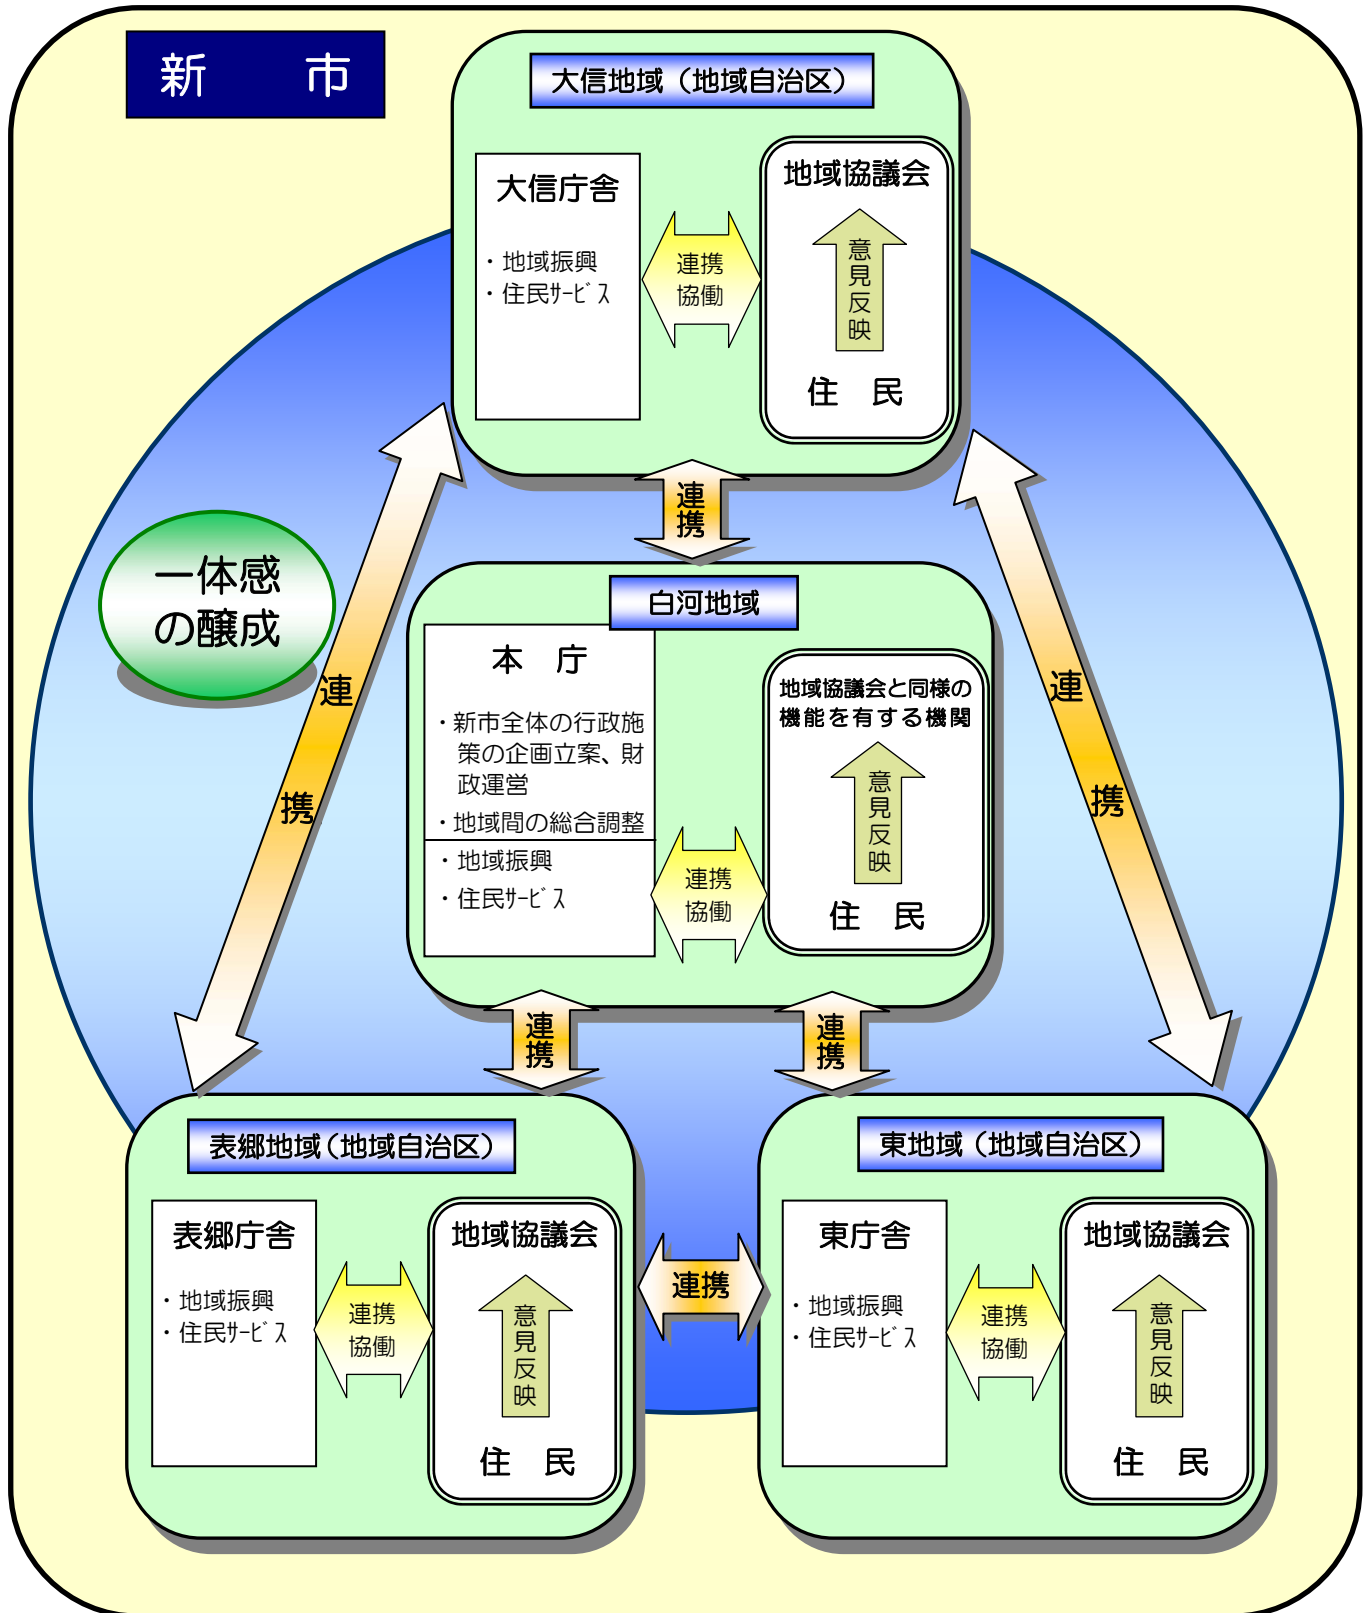 新　市
大信地域（地域自治区）
大信庁舎
・地域振興
・住民ｻｰﾋﾞｽ
連携
協働
地域協議会
意見反映
住　民
連携
一体感
の醸成
連携
連携
白河地域
本　庁
・新市全体の行政施
策の企画立案、財
政運営
・地域間の総合調整
・地域振興
・住民ｻｰﾋﾞｽ
連携
協働
地域協議会と同様の
機能を有する機関
意見反映
住　民
連携
連携
表郷地域（地域自治区）
表郷庁舎
・地域振興
・住民ｻｰﾋﾞｽ
連携
協働
地域協議会
意見反映
住　民
連携
東地域（地域自治区）
東庁舎
・地域振興
・住民ｻｰﾋﾞｽ
連携
協働
地域協議会
意見反映
住　民